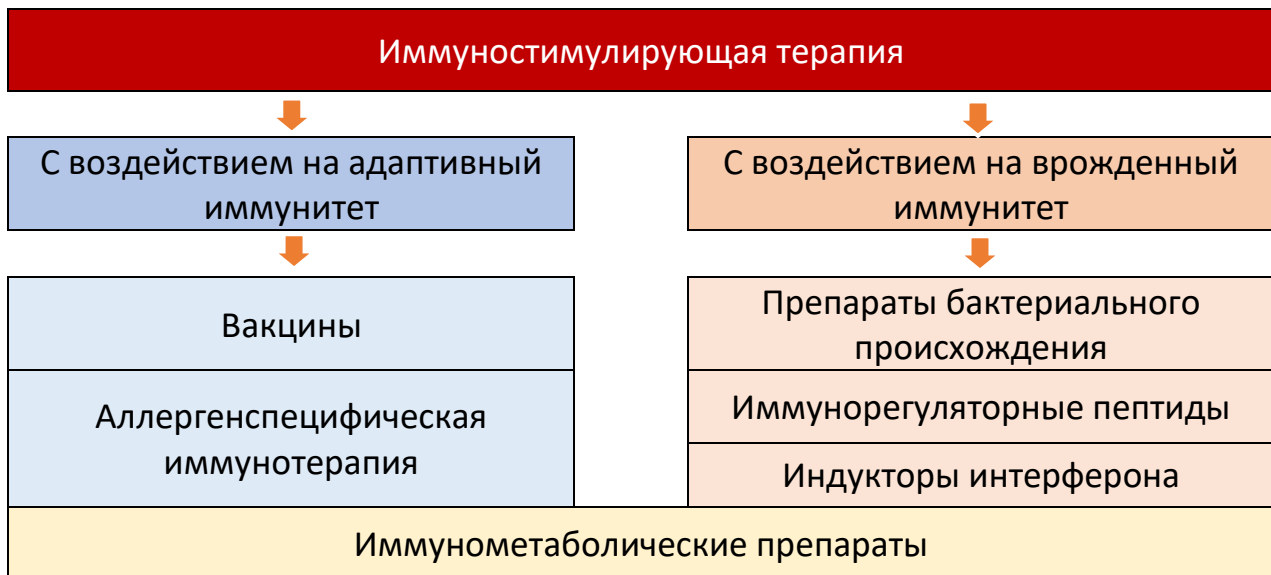 Иммуностимулирующая терапия
С воздействием на адаптивный
иммунитет
С воздействием на врожденный
иммунитет
Вакцины
Аллергенспецифическая
иммунотерапия
Препараты бактериального
происхождения
Иммунорегуляторные пептиды
Индукторы интерферона
Иммунометаболические препараты